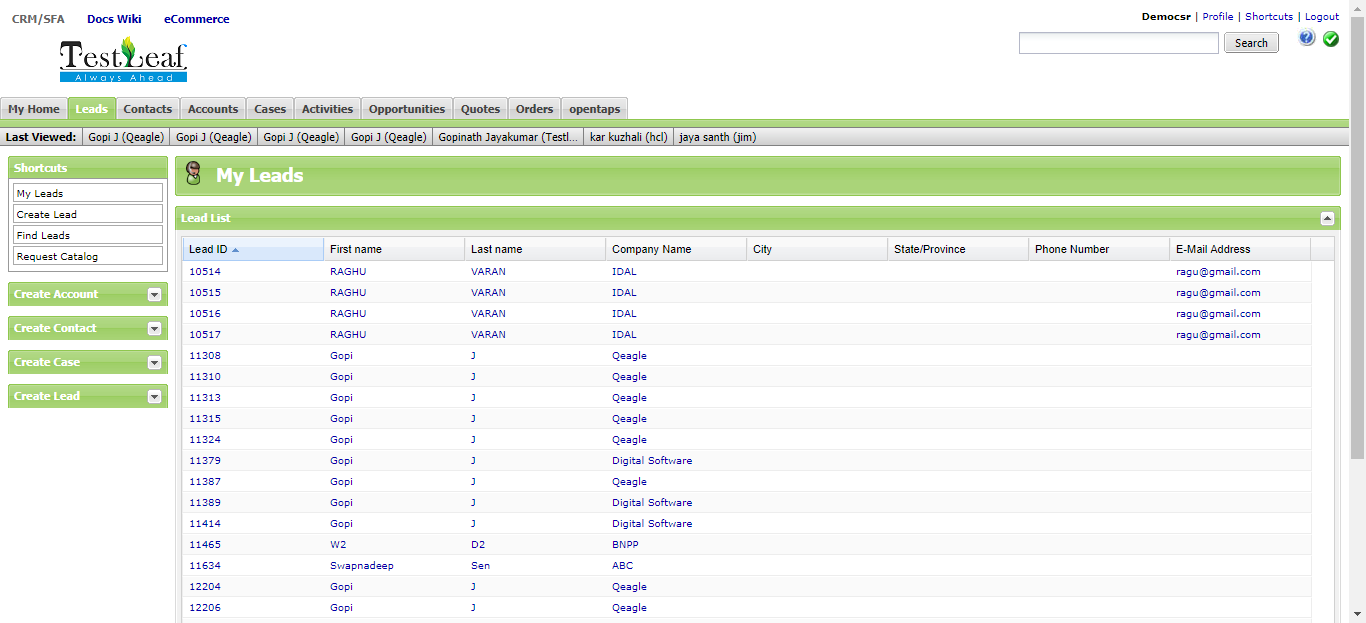 CRM/SFA Docs Wiki eCommerce
Democsr | Profile | Shortcuts | Logout
Search
TestLeaf
Always Ahead
My Home Leads Contacts Accounts Cases Activities Opportunities Quotes Orders opentaps
Last Viewed: Gopi J (Qeagle) Gopi J (Qeagle) Gopi J (Qeagle) Gopi J (Qeagle) Gopinath Jayakumar (Testl... kar kuzhali (hcl) jaya santh (jim)
Shortcuts
My Leads
Create Lead
Find Leads
Request Catalog
Create Account
Create Contact
Create Case
Create Lead
My Leads
Lead List
Lead ID First name Last name Company Name City State/Province Phone Number E-Mail Address
10514 RAGHU VARAN IDAL ragu@gmail.com
10515 RAGHU VARAN IDAL ragu@gmail.com
10516 RAGHU VARAN IDAL ragu@gmail.com
10517 RAGHU VARAN IDAL ragu@gmail.com
11308 Gopi J Qeagle
11310 Gopi J Qeagle
11313 Gopi J Qeagle
11315 Gopi J Qeagle
11324 Gopi J Qeagle
11379 Gopi J Digital Software
11387 Gopi J Qeagle
11389 Gopi J Digital Software
11414 Gopi J Digital Software
11465 W2 D2 BNPP
11634 Swapnadeep Sen ABC
12204 Gopi J Qeagle
12206 Gopi J Qeagle